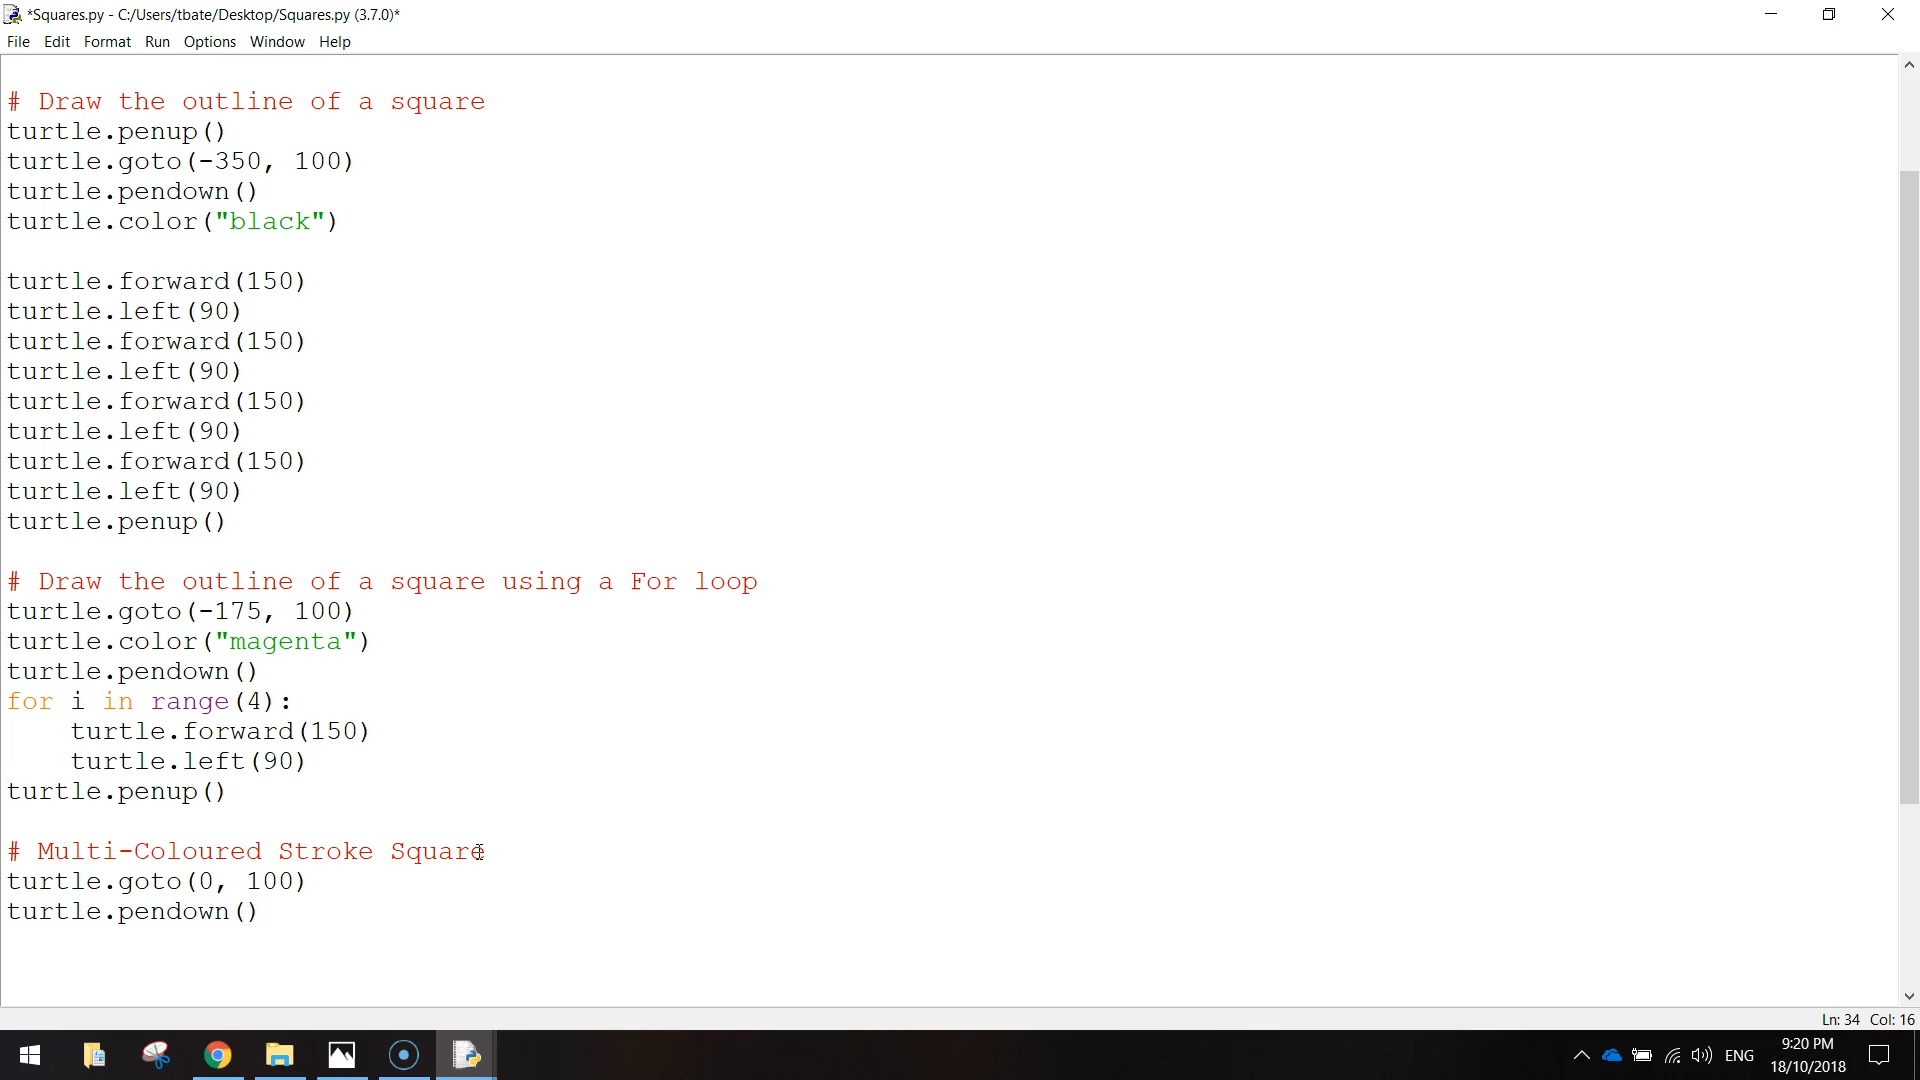 *Squares.py - C:/Users/tbate/Desktop/Squares.py (3.7.0)*
File Edit Format Run Options Window Help
# Draw the outline of a square
turtle.penup()
turtle.goto(-350, 100)
turtle.pendown()
turtle.color("black")
turtle.forward(150)
turtle.left(90)
turtle.forward(150)
turtle.left(90)
turtle.forward(150)
turtle.left(90)
turtle.forward(150)
turtle.left(90)
turtle.penup()
# Draw the outline of a square using a For loop
turtle.goto(-175, 100)
turtle.color("magenta")
turtle.pendown()
for i in range(4):
    turtle.forward(150)
    turtle.left(90)
turtle.penup()
# Multi-Coloured Stroke Square
turtle.goto(0, 100)
turtle.pendown()
Ln: 34 Col: 16
ENG
9:20 PM
18/10/2018